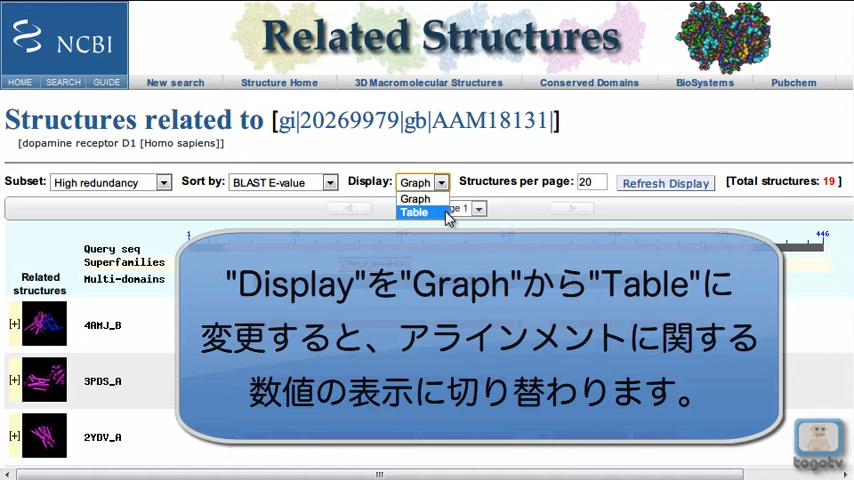 NCBI
Related Structures
HOME SEARCH GUIDE New search Structure Home 3D Macromolecular Structures Conserved Domains BioSystems Pubchem
Structures related to [gi|20269979|gb|AAM18131|]
[dopamine receptor D1 [Homo sapiens]]
Subset: High redundancy Sort by: BLAST E-value Display: Graph Structures per page: 20 Refresh Display [Total structures: 19 ]
Graph
Table ge 1
1 446
Query seq
Superfamilies
Multi-domains
Related structures
[+] 4AMJ_B
[+] 3PDS_A
[+] 2YDV_A
"Display"を"Graph"から"Table"に
変更すると、アラインメントに関する
数値の表示に切り替わります。
togotv